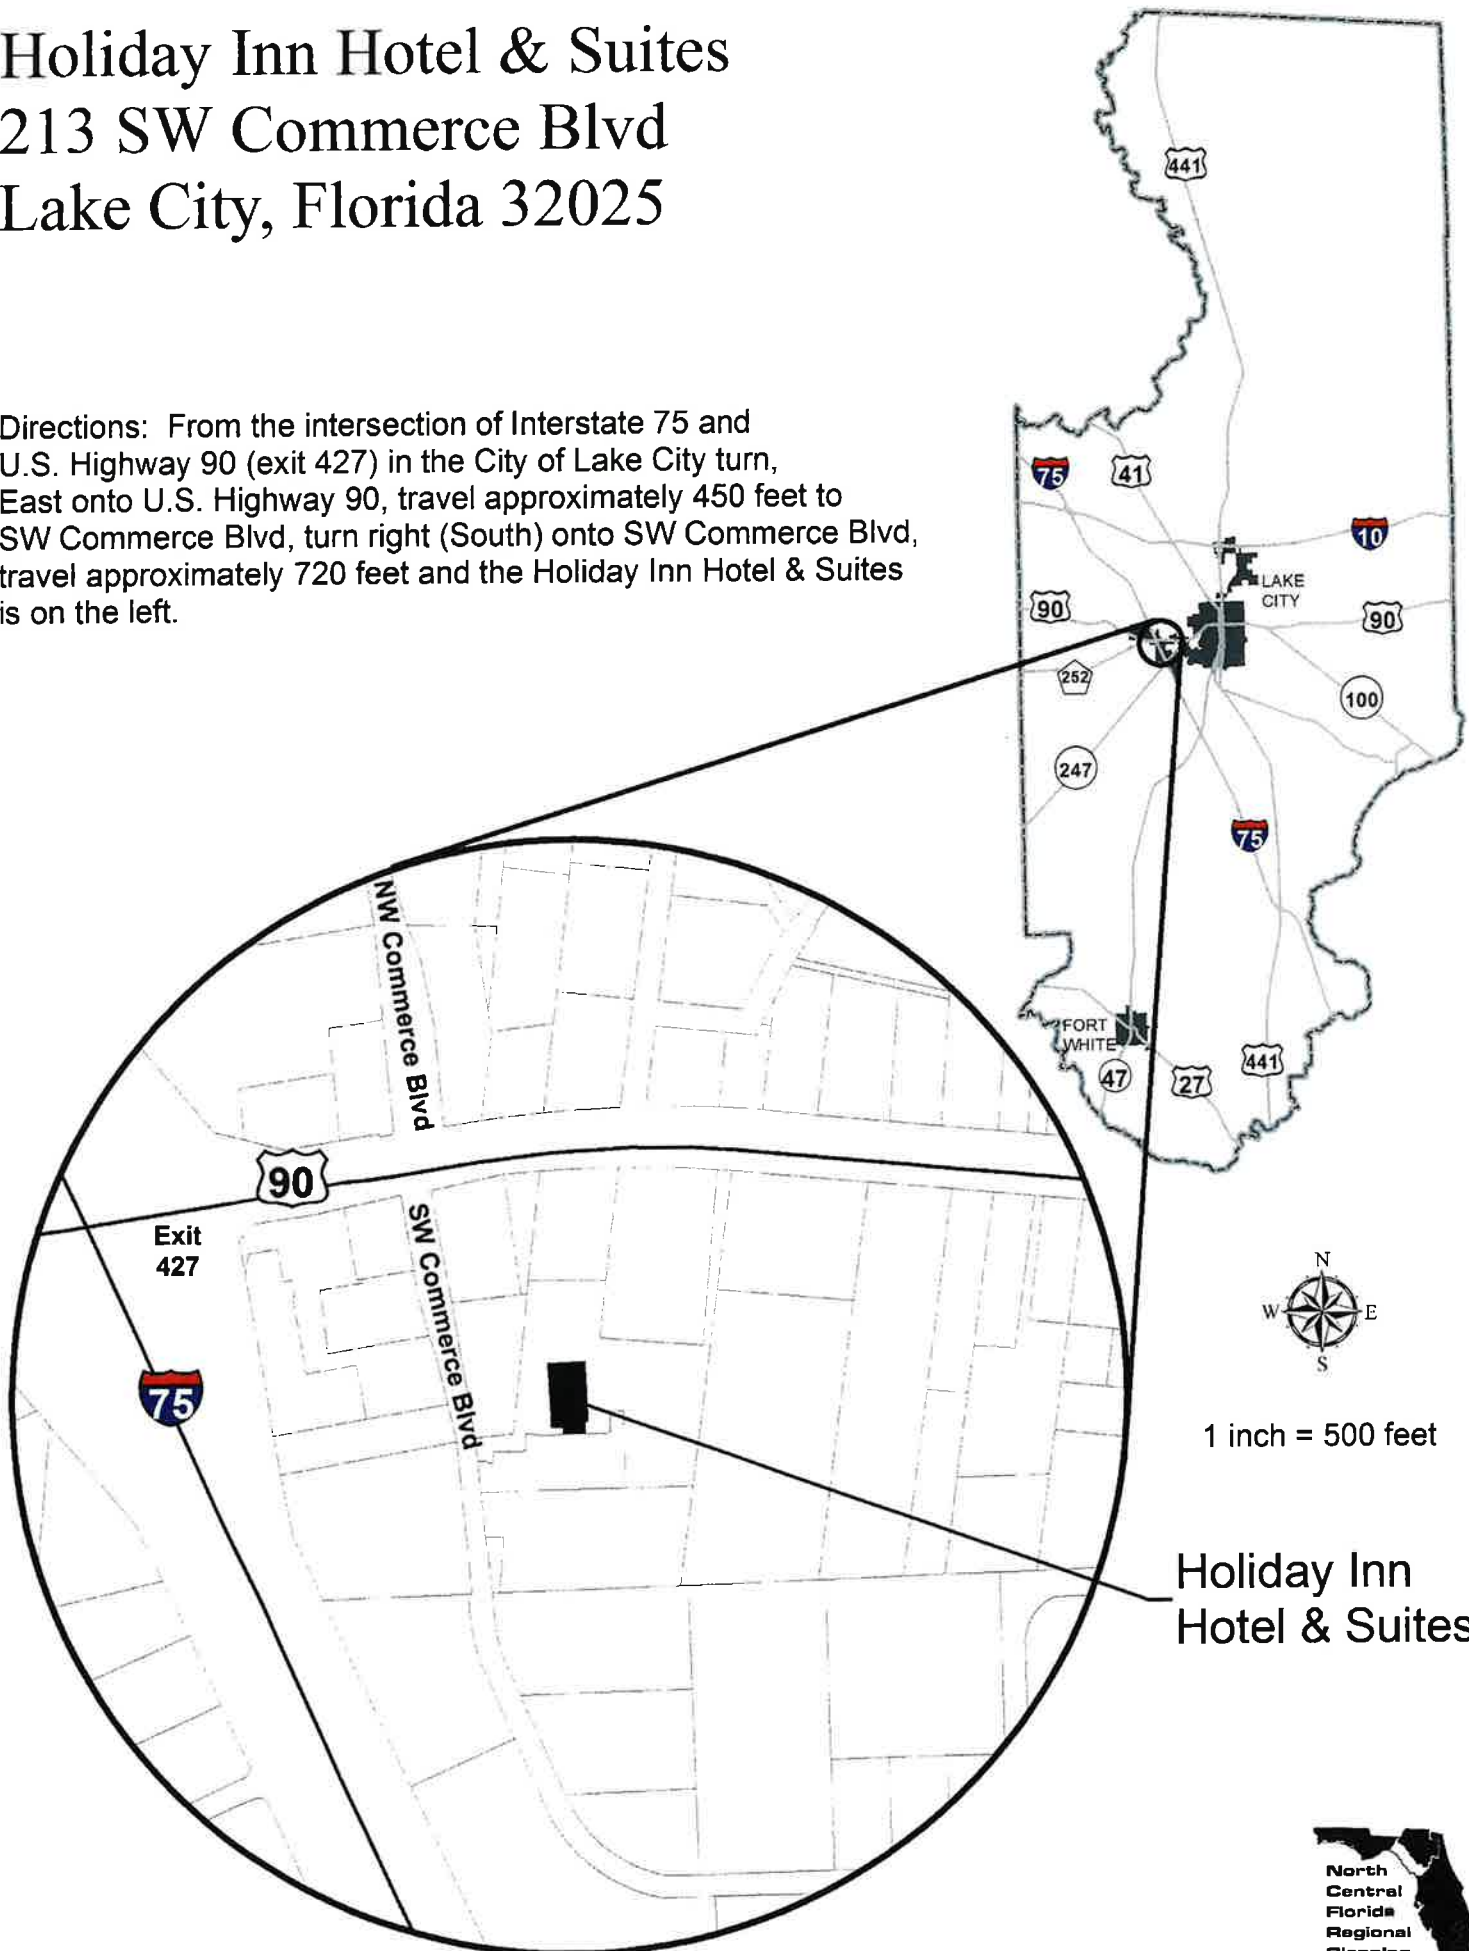 Holiday Inn Hotel & Suites
213 SW Commerce Blvd
Lake City, Florida 32025
441
Directions: From the intersection of Interstate 75 and
U.S. Highway 90 (exit 427) in the City of Lake City turn,
East onto U.S. Highway 90, travel approximately 450 feet to
SW Commerce Blvd, turn right (South) onto SW Commerce Blvd,
travel approximately 720 feet and the Holiday Inn Hotel & Suites
is on the left.
75
41
10
LAKE
CITY
90
90
252
100
247
75
FORT
WHITE
47
27
441
NW Commerce Blvd
90
Exit
427
SW Commerce Blvd
75
N
W
E
S
1 inch = 500 feet
Holiday Inn
Hotel & Suites
North
Central
Florida
Regional